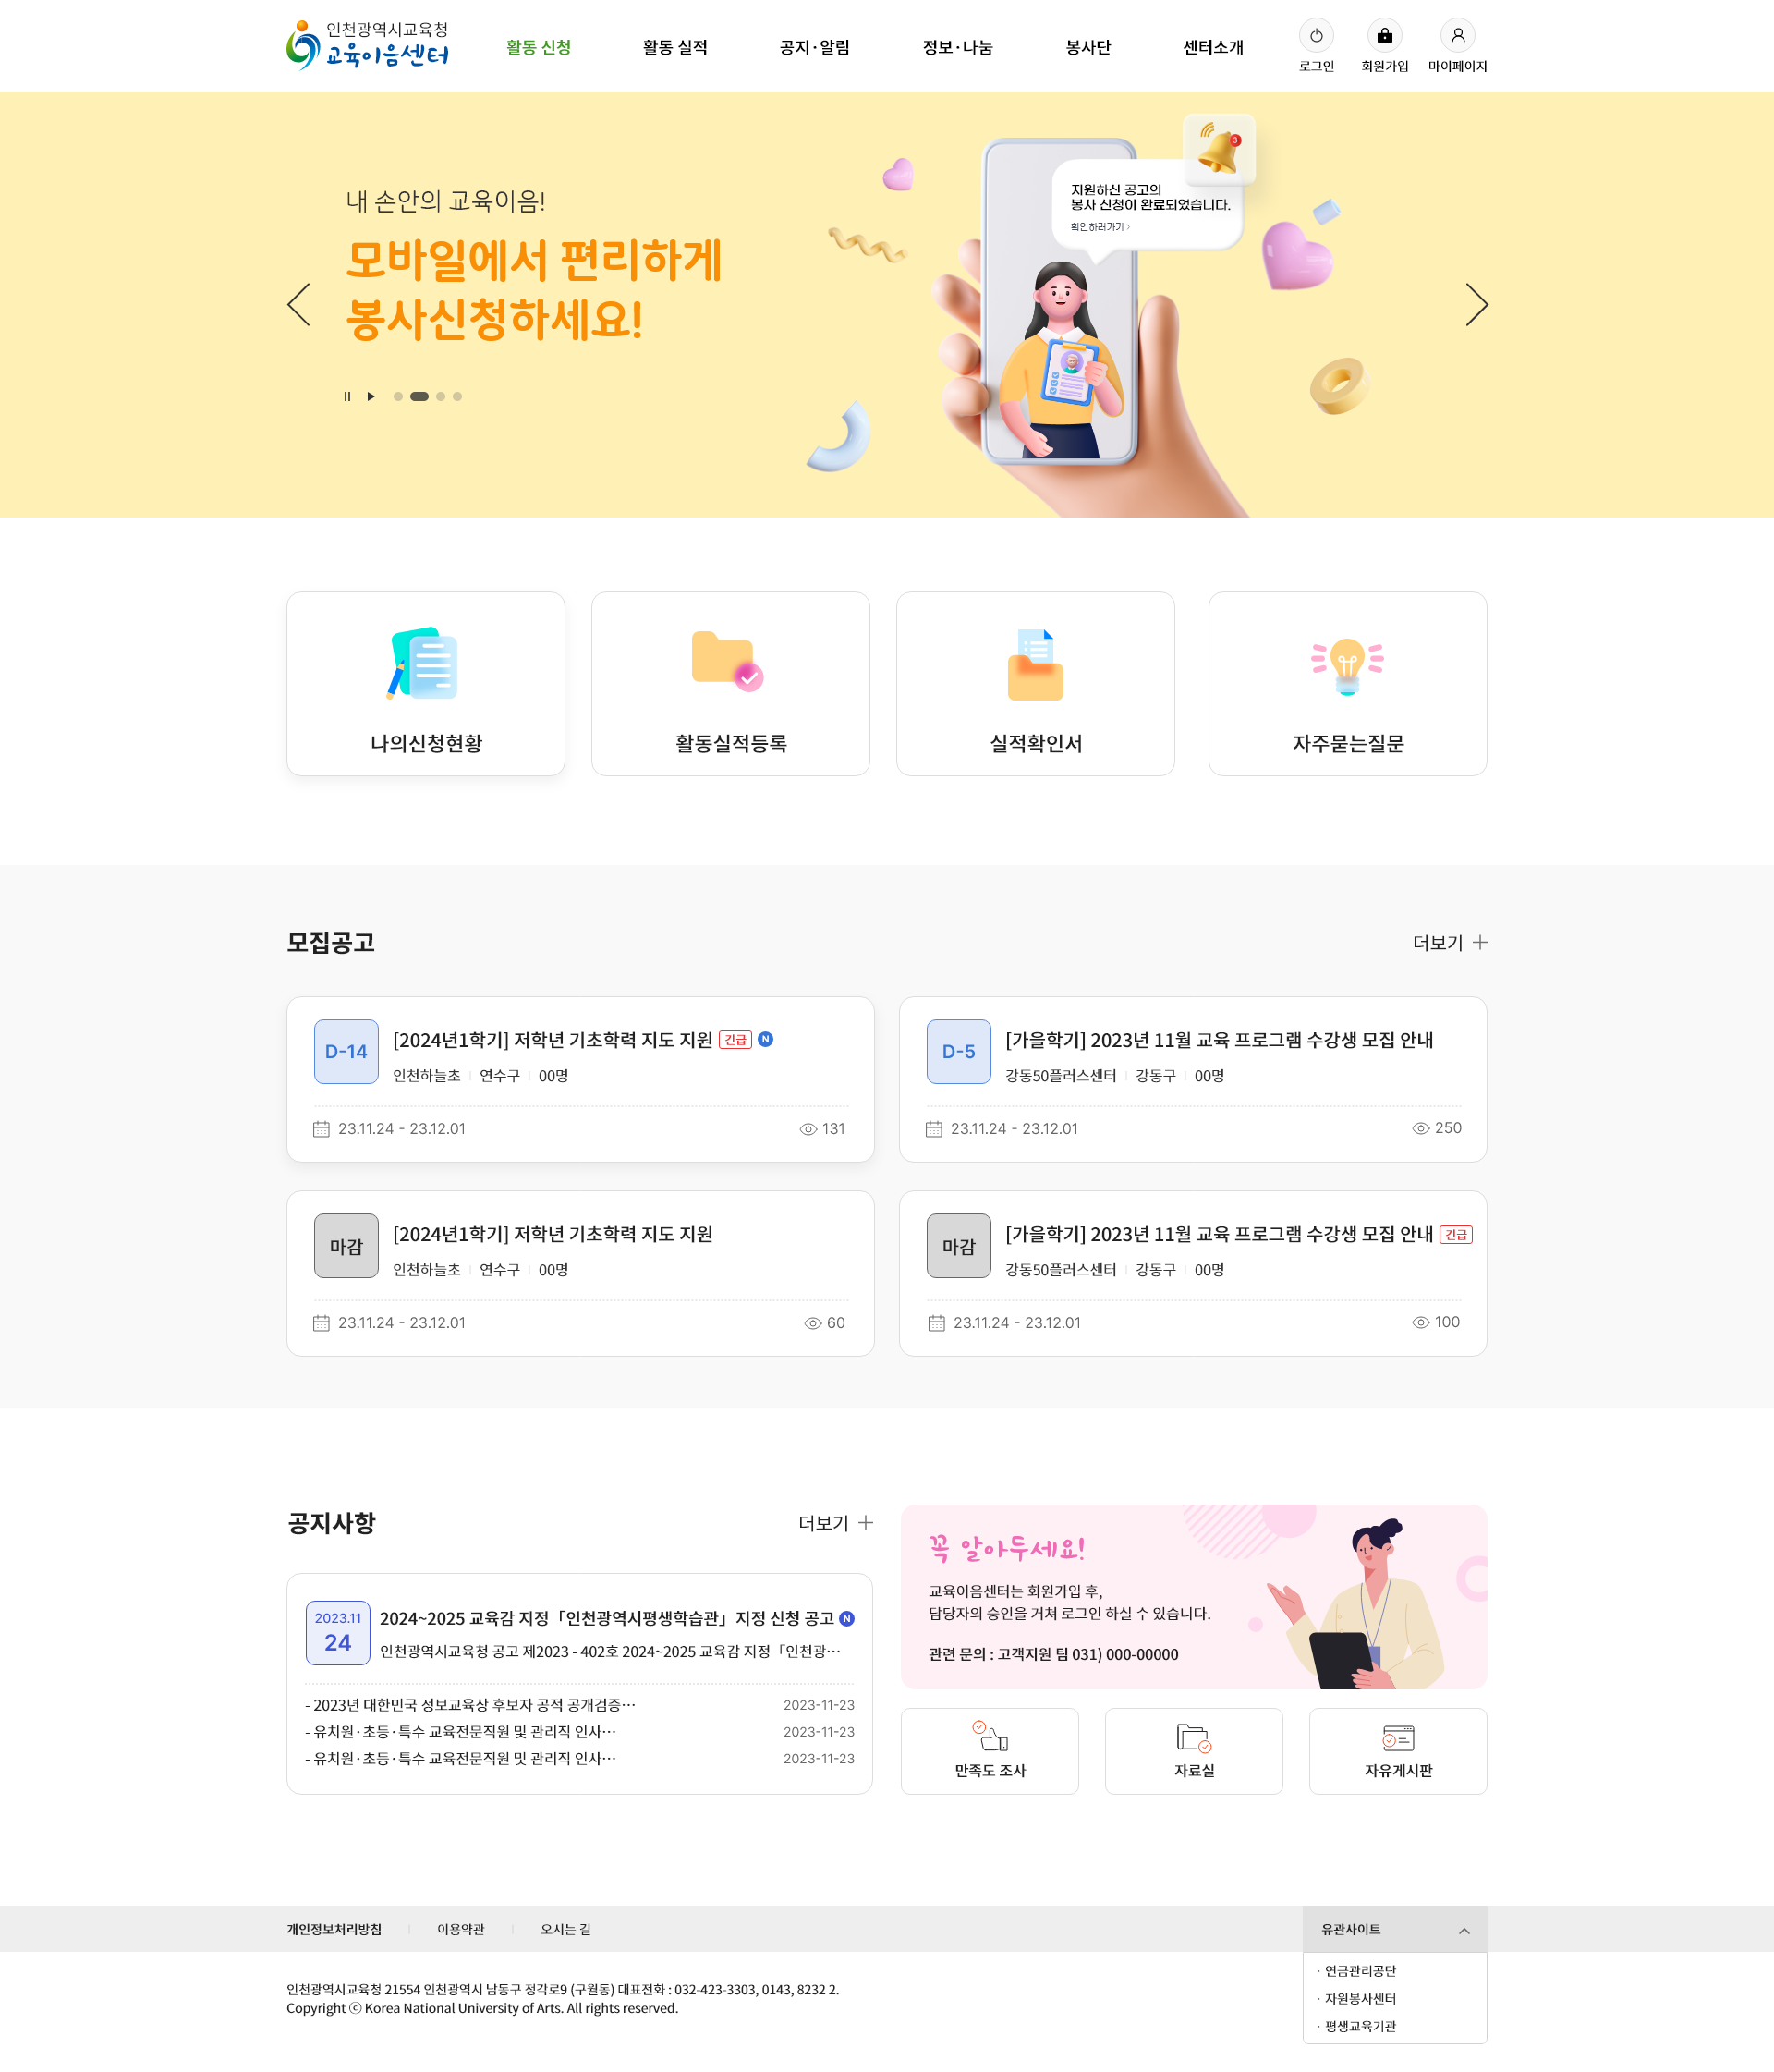 인천광역시교육청
교육이음센터
활동 신청
활동 실적
공지·알림
정보·나눔
봉사단
센터소개
로그인
회원가입
마이페이지
내 손안의 교육이음!
모바일에서 편리하게
봉사신청하세요!
3
지원하신 공고의
봉사 신청이 완료되었습니다.
확인하러가기 >
나의신청현황
활동실적등록
실적확인서
자주묻는질문
모집공고
더보기
D-14
[2024년1학기] 저학년 기초학력 지도 지원 긴급 N
인천하늘초 | 연수구 | 00명
23.11.24 - 23.12.01
131
D-5
[가을학기] 2023년 11월 교육 프로그램 수강생 모집 안내
강동50플러스센터 | 강동구 | 00명
23.11.24 - 23.12.01
250
마감
[2024년1학기] 저학년 기초학력 지도 지원
인천하늘초 | 연수구 | 00명
23.11.24 - 23.12.01
60
마감
[가을학기] 2023년 11월 교육 프로그램 수강생 모집 안내 긴급
강동50플러스센터 | 강동구 | 00명
23.11.24 - 23.12.01
100
공지사항
더보기
2023.11
24
2024~2025 교육감 지정「인천광역시평생학습관」지정 신청 공고 N
인천광역시교육청 공고 제2023 - 402호 2024~2025 교육감 지정「인천광…
- 2023년 대한민국 정보교육상 후보자 공적 공개검증… 2023-11-23
- 유치원·초등·특수 교육전문직원 및 관리직 인사… 2023-11-23
- 유치원·초등·특수 교육전문직원 및 관리직 인사… 2023-11-23
꼭 알아두세요!
교육이음센터는 회원가입 후,
담당자의 승인을 거쳐 로그인 하실 수 있습니다.
관련 문의 : 고객지원 팀 031) 000-00000
만족도 조사
자료실
자유게시판
개인정보처리방침
이용약관
오시는 길
유관사이트
· 연금관리공단
· 자원봉사센터
· 평생교육기관
인천광역시교육청 21554 인천광역시 남동구 정각로9 (구월동) 대표전화 : 032-423-3303, 0143, 8232 2.
Copyright ⓒ Korea National University of Arts. All rights reserved.